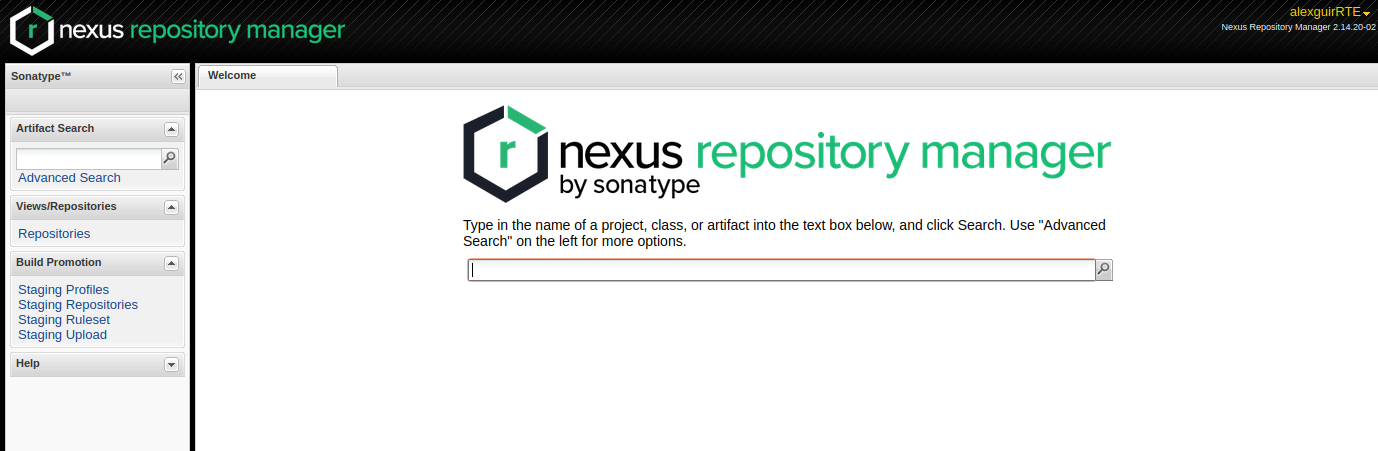 r nexus repository manager
alexguirRTE
Nexus Repository Manager 2.14.20-02
Sonatype™
Welcome
Artifact Search
Advanced Search
Views/Repositories
Repositories
Build Promotion
Staging Profiles
Staging Repositories
Staging Ruleset
Staging Upload
Help
r nexus repository manager
by sonatype
Type in the name of a project, class, or artifact into the text box below, and click Search. Use "Advanced
Search" on the left for more options.